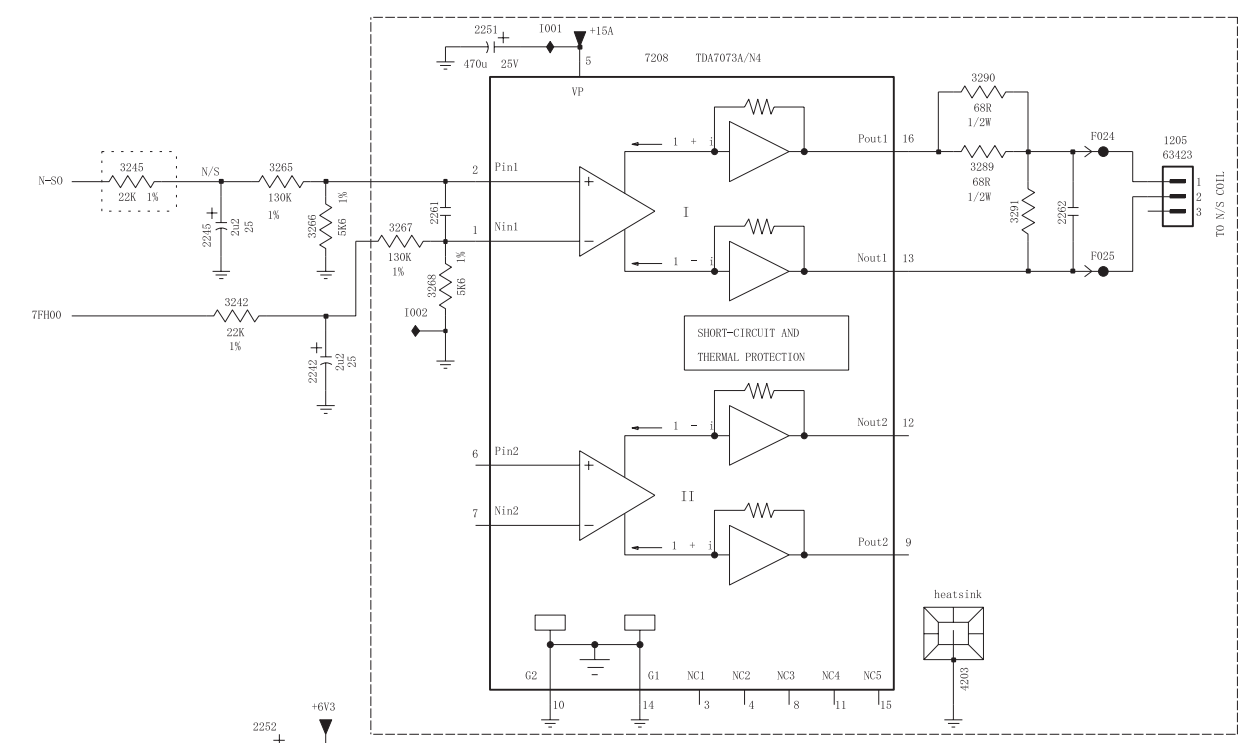 2251
I001
+15A
470u 25V
5
7208 TDA7073A/N4
VP
3290
68R
1/2W
1 + i
Pout1 16
F024
1205
63423
3245
N/S
3265
2 Pin1
3289
68R
1/2W
N-SO
22K 1%
130K
1%
+
1
2
3
TO N/S COIL
2245
2u2
25
3266
5K6
1%
2261
I
3291
2262
3267
130K
1%
1 Nin1
-
1 - i
Nout1 13
F025
3268
5K6
1%
3242
7FH00
22K
1%
I002
SHORT-CIRCUIT AND
THERMAL PROTECTION
2242
2u2
25
1 - i
Nout2 12
6 Pin2
+
II
7 Nin2
-
1 + i
Pout2 9
heatsink
G2
G1
NC1
NC2
NC3
NC4
NC5
4203
10
14
3
4
8
11
15
+6V3
2252
+